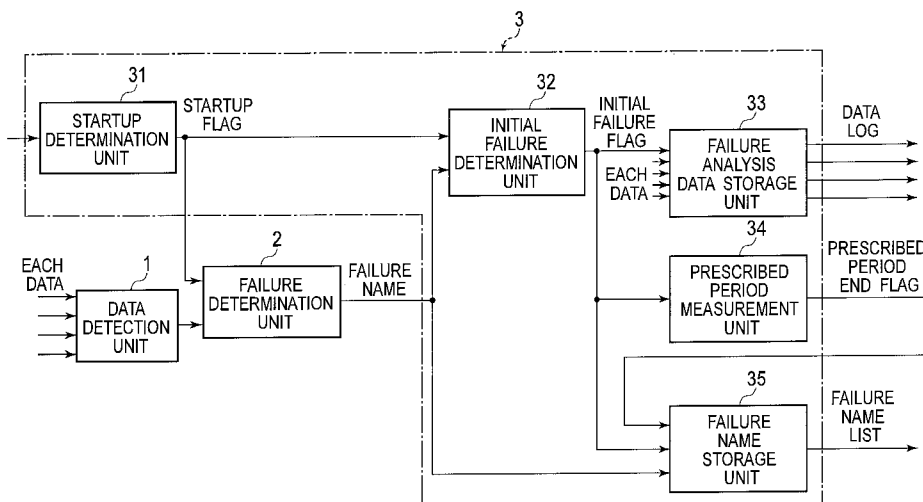 3
31
STARTUP
DETERMINATION
UNIT
STARTUP
FLAG
32
INITIAL
FAILURE
DETERMINATION
UNIT
INITIAL
FAILURE
FLAG
EACH
DATA
33
FAILURE
ANALYSIS
DATA STORAGE
UNIT
DATA
LOG
34
PRESCRIBED
PERIOD
MEASUREMENT
UNIT
PRESCRIBED
PERIOD
END FLAG
EACH
DATA
1
DATA
DETECTION
UNIT
2
FAILURE
DETERMINATION
UNIT
FAILURE
NAME
35
FAILURE
NAME
STORAGE
UNIT
FAILURE
NAME
LIST